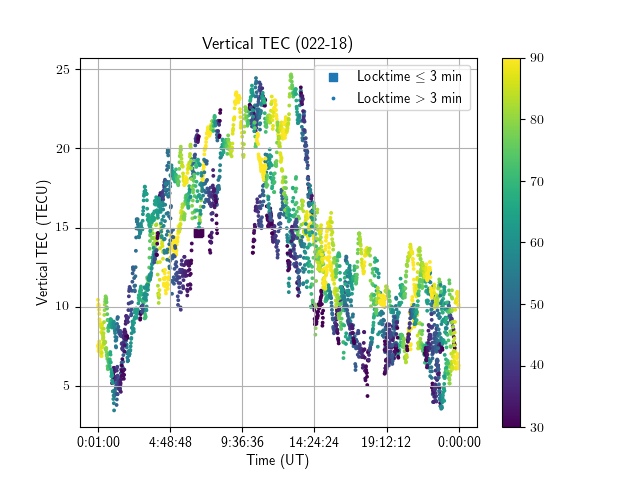 Vertical TEC (022-18)
Locktime ≤ 3 min
Locktime > 3 min
Vertical TEC (TECU)
25
20
15
10
5
0:01:00 4:48:48 9:36:36 14:24:24 19:12:12 0:00:00
Time (UT)
90
80
70
60
50
40
30